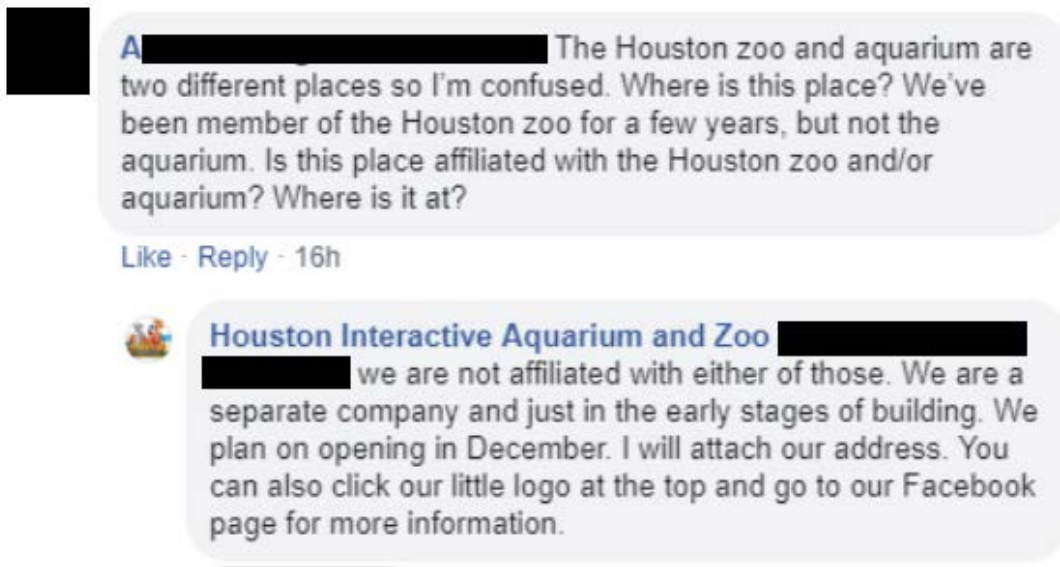 A The Houston zoo and aquarium are
two different places so I'm confused. Where is this place? We've
been member of the Houston zoo for a few years, but not the
aquarium. Is this place affiliated with the Houston zoo and/or
aquarium? Where is it at?
Like · Reply · 16h
Houston Interactive Aquarium and Zoo
we are not affiliated with either of those. We are a
separate company and just in the early stages of building. We
plan on opening in December. I will attach our address. You
can also click our little logo at the top and go to our Facebook
page for more information.